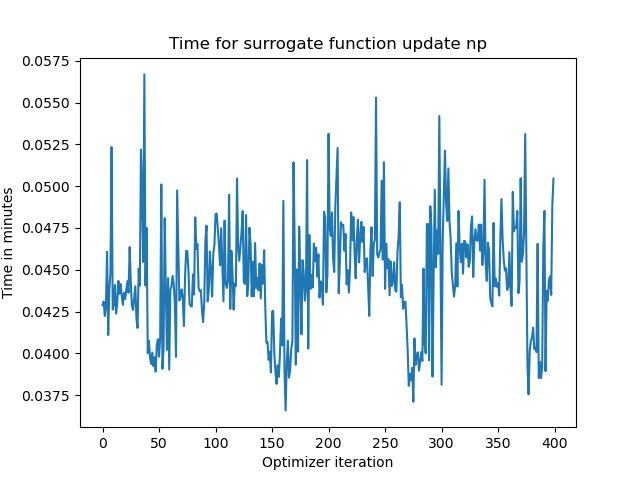 Time for surrogate function update np
Time in minutes
0.0575
0.0550
0.0525
0.0500
0.0475
0.0450
0.0425
0.0400
0.0375
0 50 100 150 200 250 300 350 400
Optimizer iteration